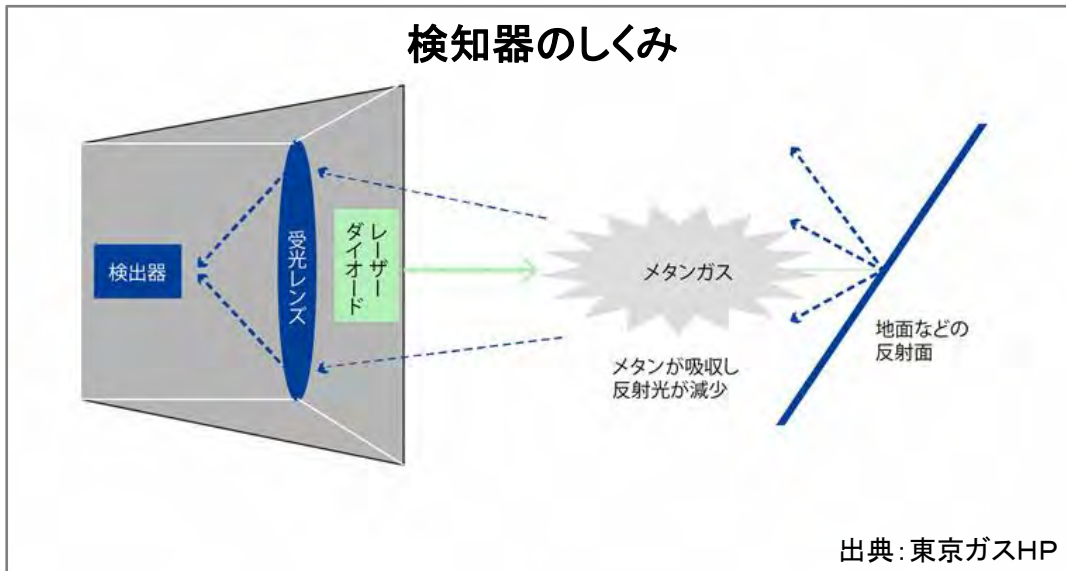 検知器のしくみ
検出器
受光レンズ
レーザー
ダイオード
メタンガス
メタンが吸収し
反射光が減少
地面などの
反射面
出典：東京ガスHP